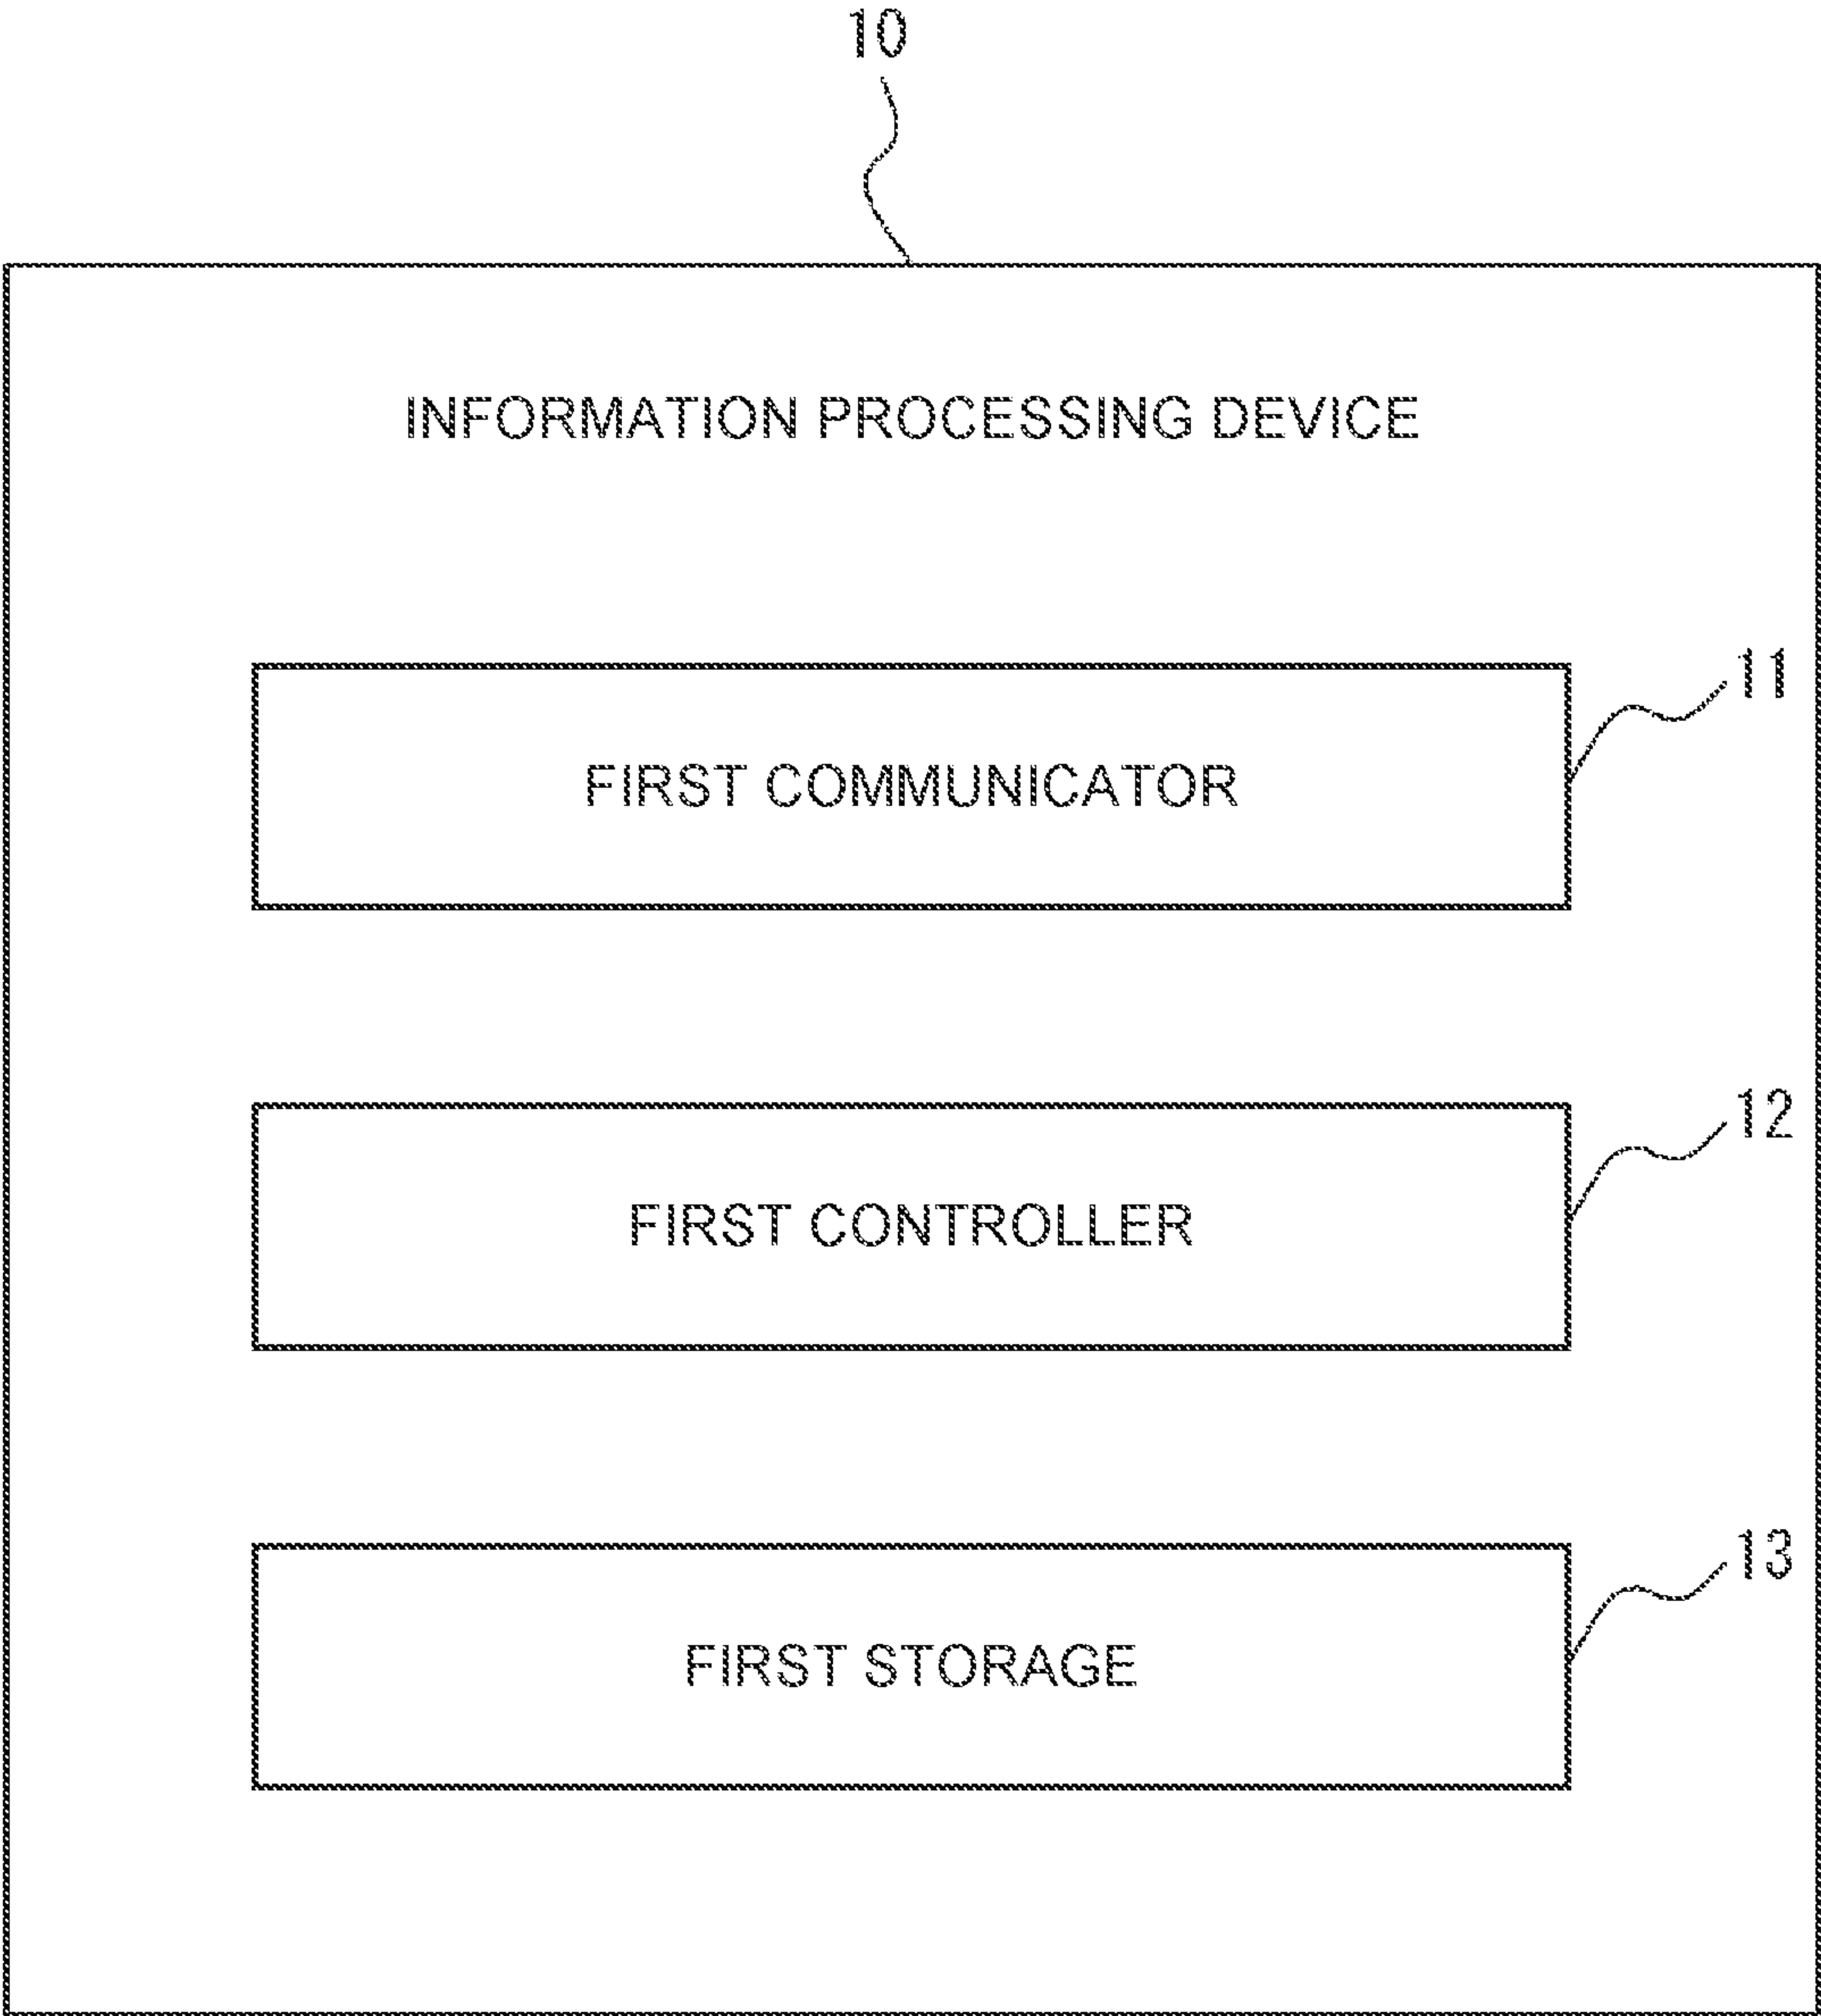 10
INFORMATION PROCESSING DEVICE
11
FIRST COMMUNICATOR
12
FIRST CONTROLLER
13
FIRST STORAGE